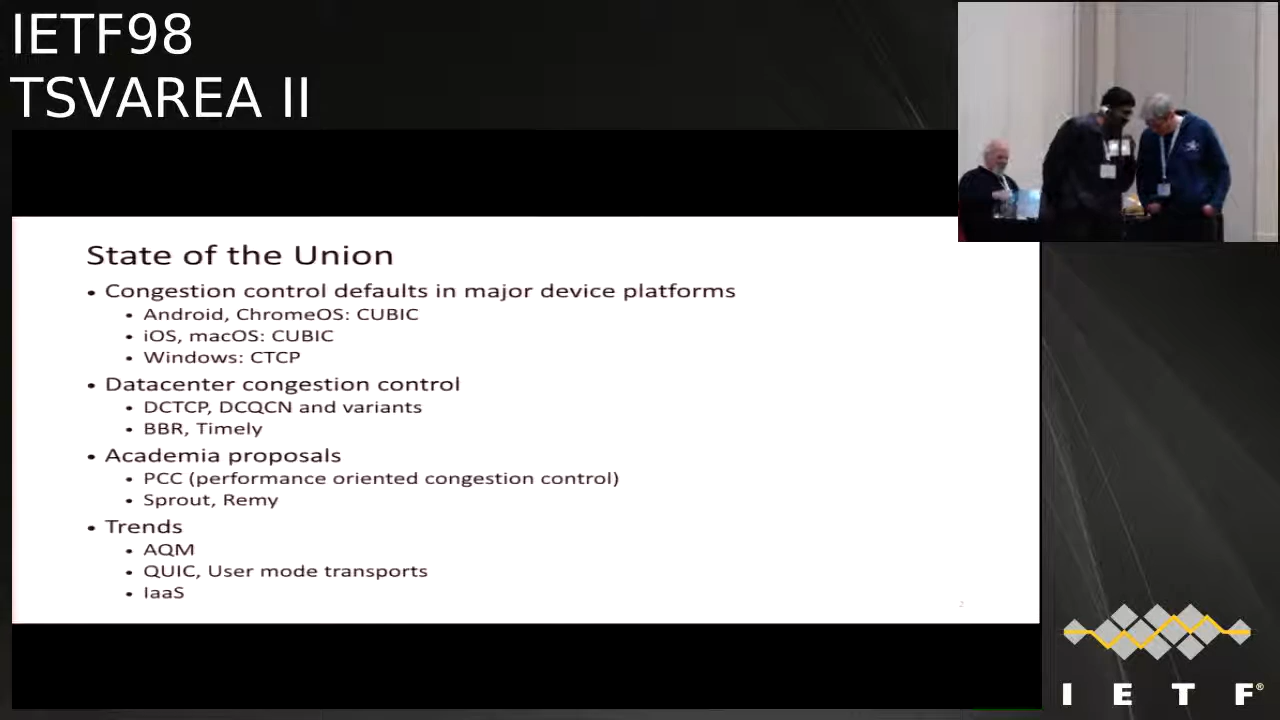 IETF98
TSVAREA II
State of the Union
• Congestion control defaults in major device platforms
• Android, ChromeOS: CUBIC
• iOS, macOS: CUBIC
• Windows: CTCP
• Datacenter congestion control
• DCTCP, DCQCN and variants
• BBR, Timely
• Academia proposals
• PCC (performance oriented congestion control)
• Sprout, Remy
• Trends
• AQM
• QUIC, User mode transports
• IaaS
2
I E T F®